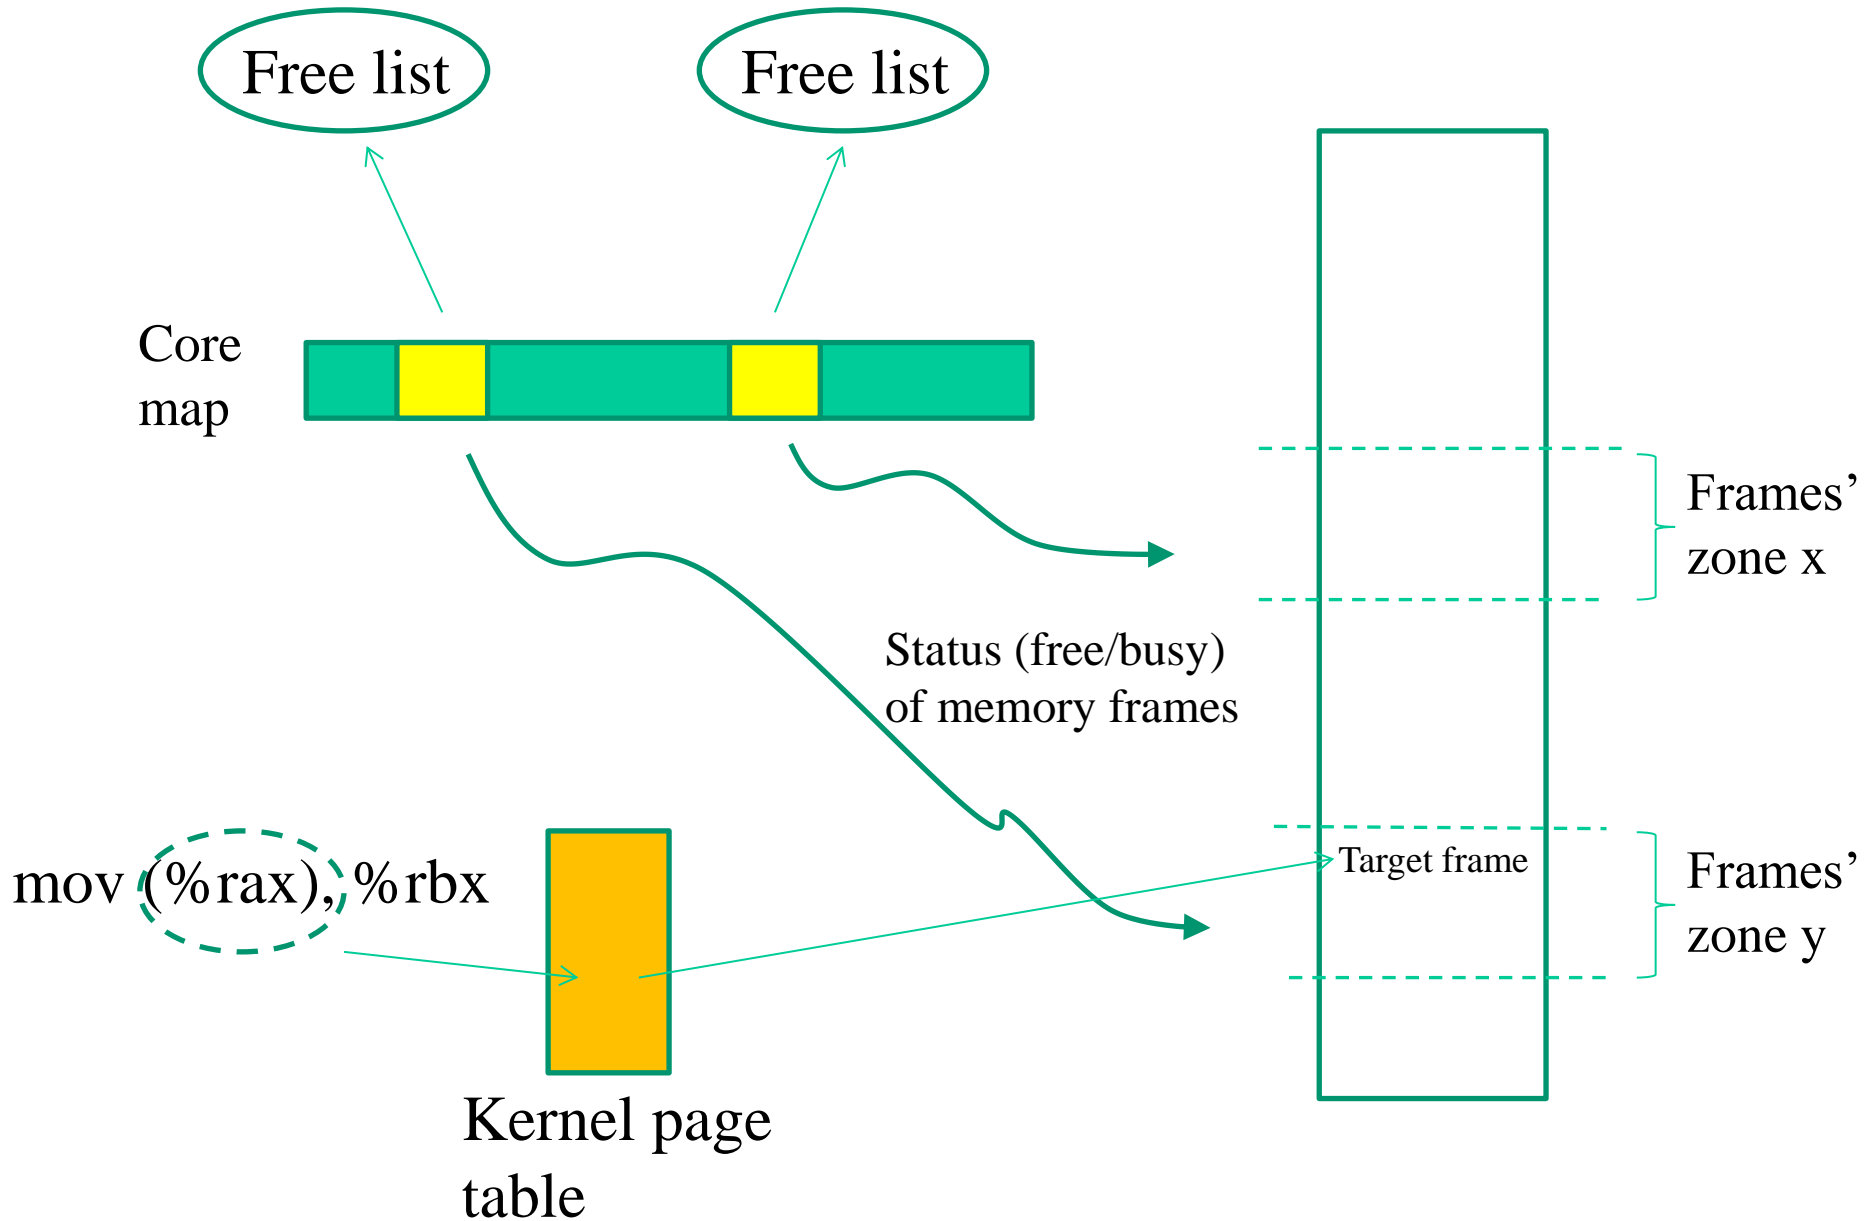 Free list
Free list
Core
map
Frames’
zone x
Status (free/busy)
of memory frames
mov (%rax), %rbx
Target frame
Frames’
zone y
Kernel page
table